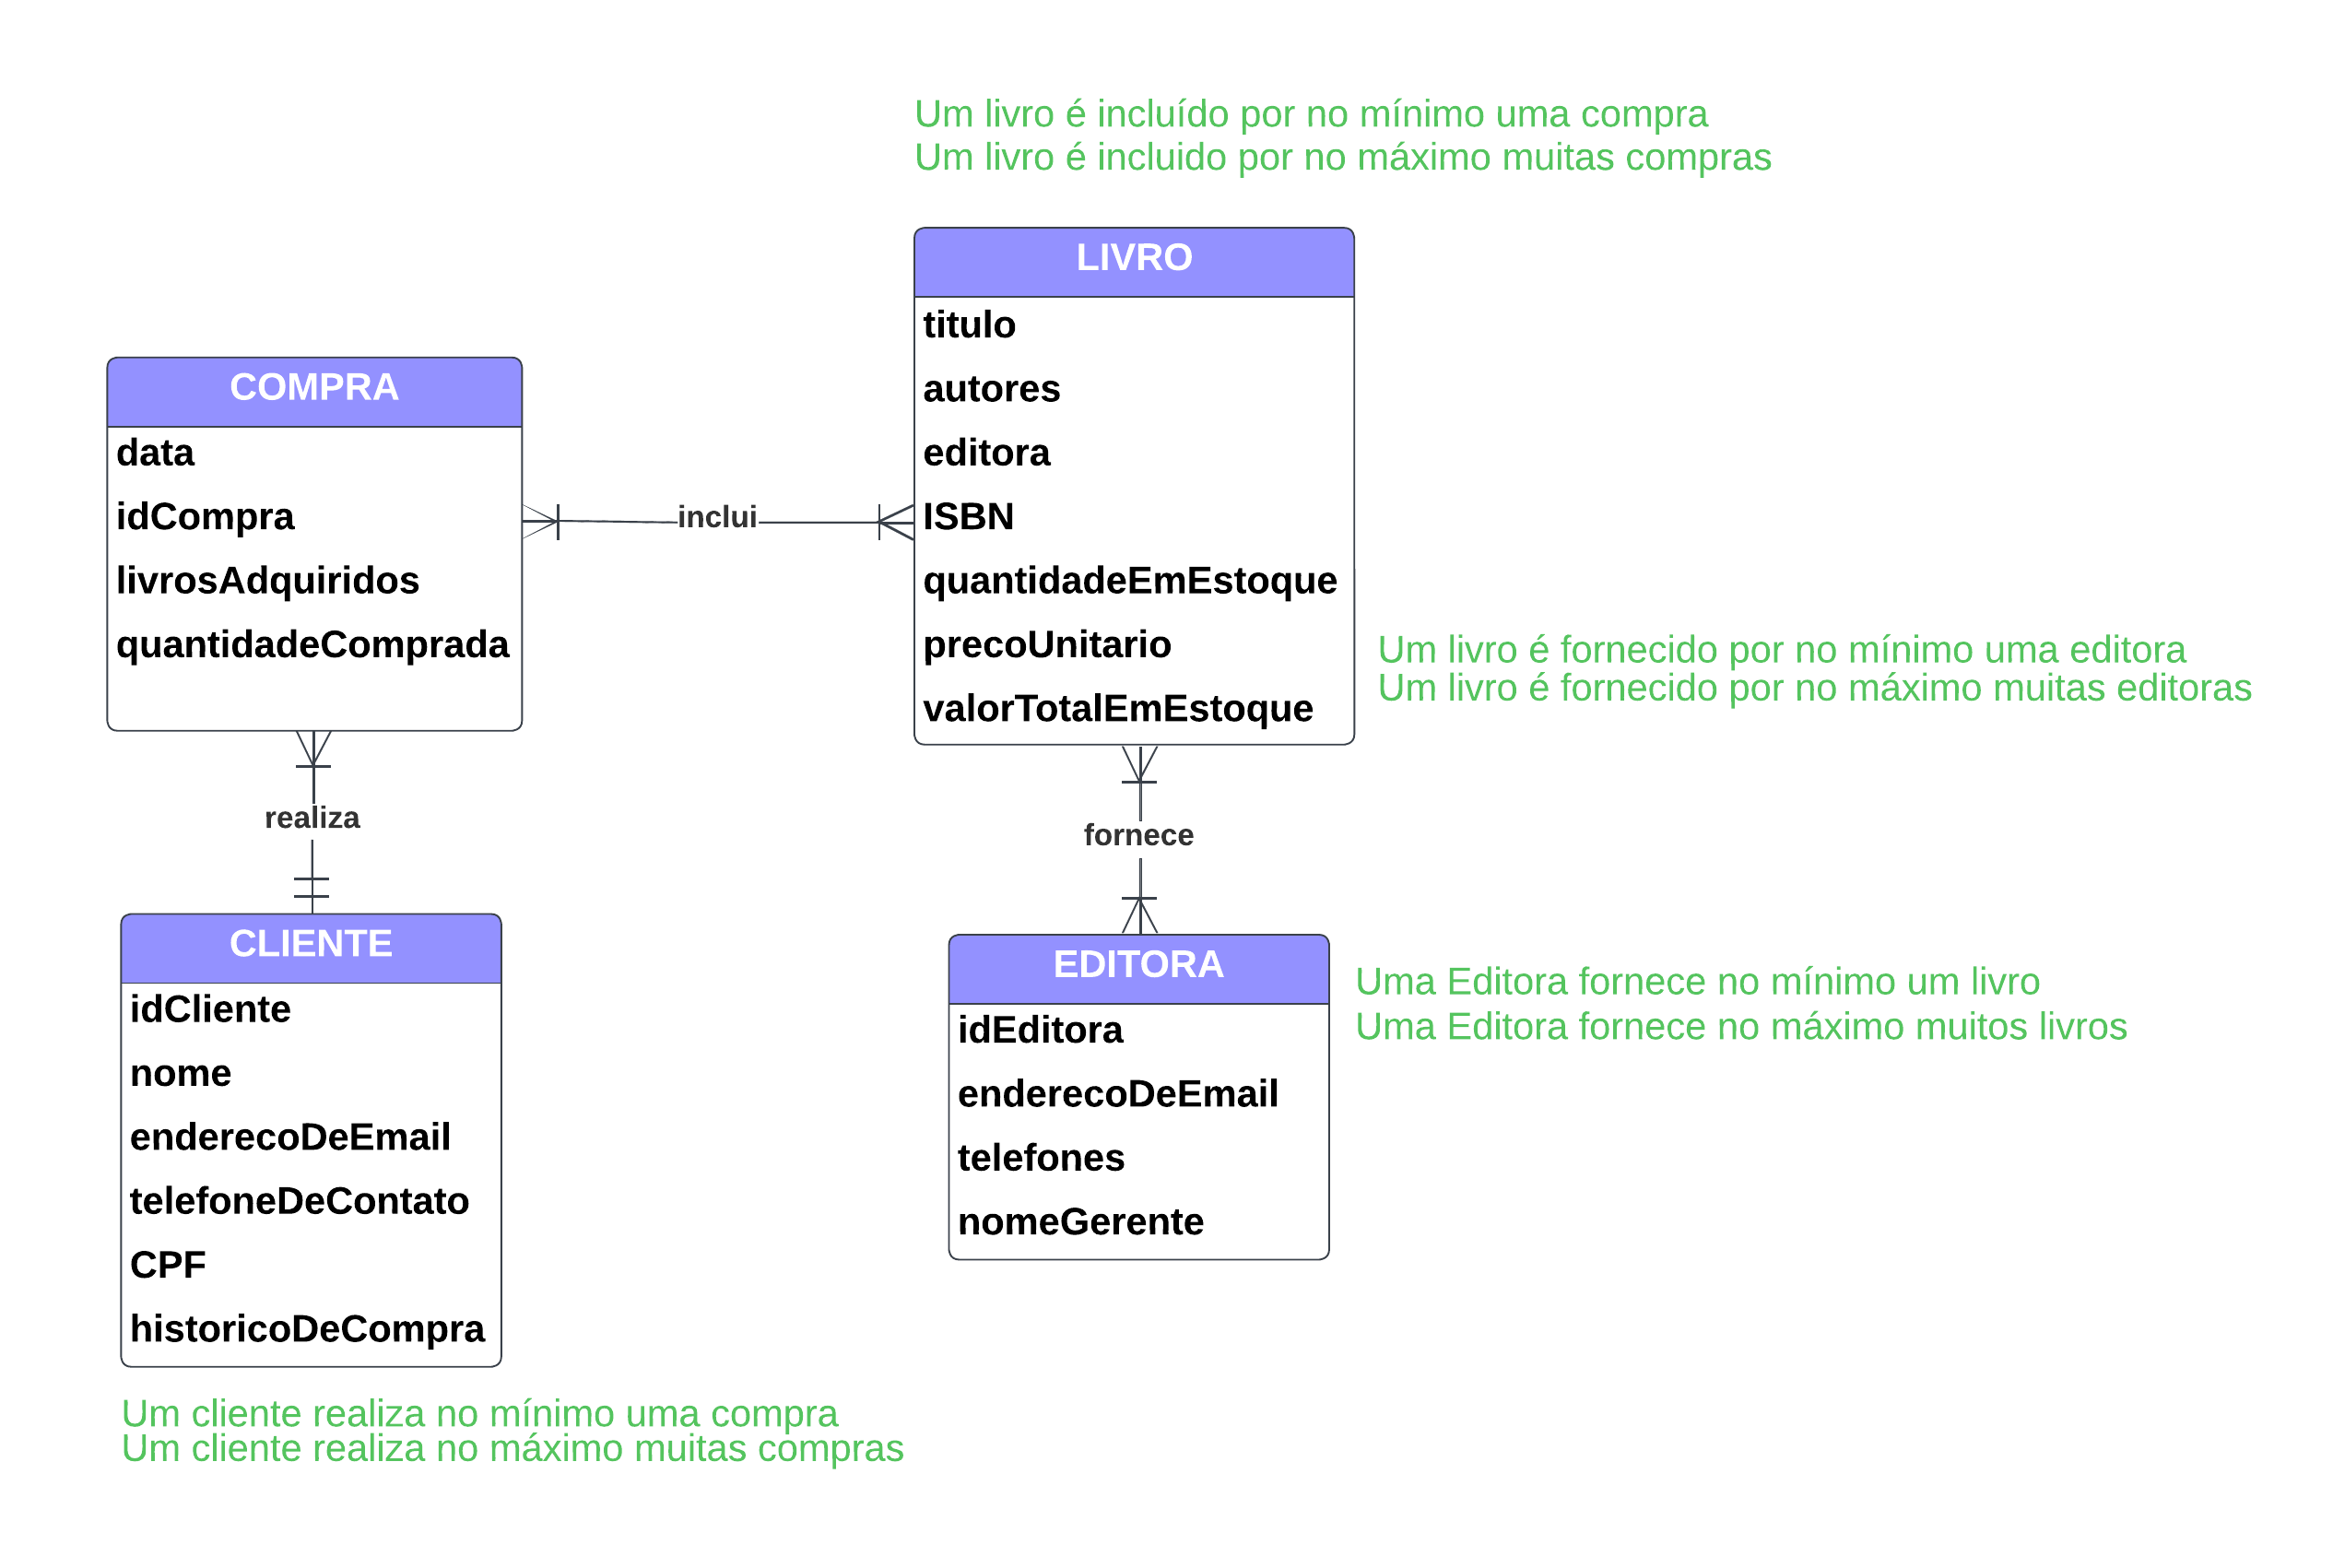 Um livro é incluído por no mínimo uma compra
Um livro é incluido por no máximo muitas compras
LIVRO
titulo
autores
editora
ISBN
quantidadeEmEstoque
precoUnitario
valorTotalEmEstoque
COMPRA
data
idCompra
livrosAdquiridos
quantidadeComprada
inclui
Um livro é fornecido por no mínimo uma editora
Um livro é fornecido por no máximo muitas editoras
realiza
fornece
CLIENTE
idCliente
nome
enderecoDeEmail
telefoneDeContato
CPF
historicoDeCompra
EDITORA
idEditora
enderecoDeEmail
telefones
nomeGerente
Uma Editora fornece no mínimo um livro
Uma Editora fornece no máximo muitos livros
Um cliente realiza no mínimo uma compra
Um cliente realiza no máximo muitas compras